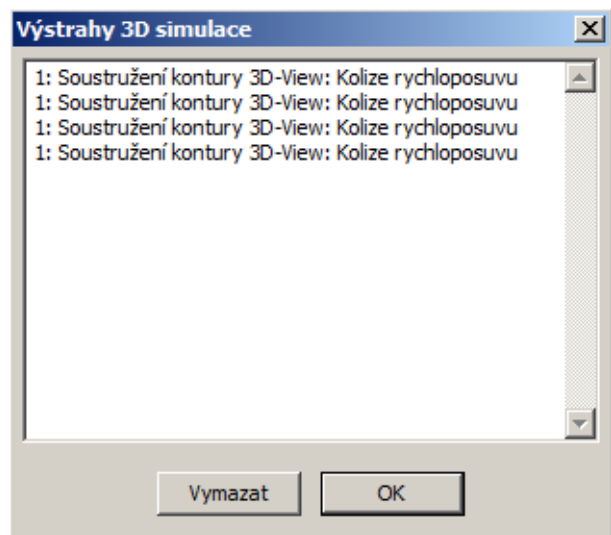 Výstrahy 3D simulace
1: Soustružení kontury 3D-View: Kolize rychloposuvu
1: Soustružení kontury 3D-View: Kolize rychloposuvu
1: Soustružení kontury 3D-View: Kolize rychloposuvu
1: Soustružení kontury 3D-View: Kolize rychloposuvu
Vymazat
OK